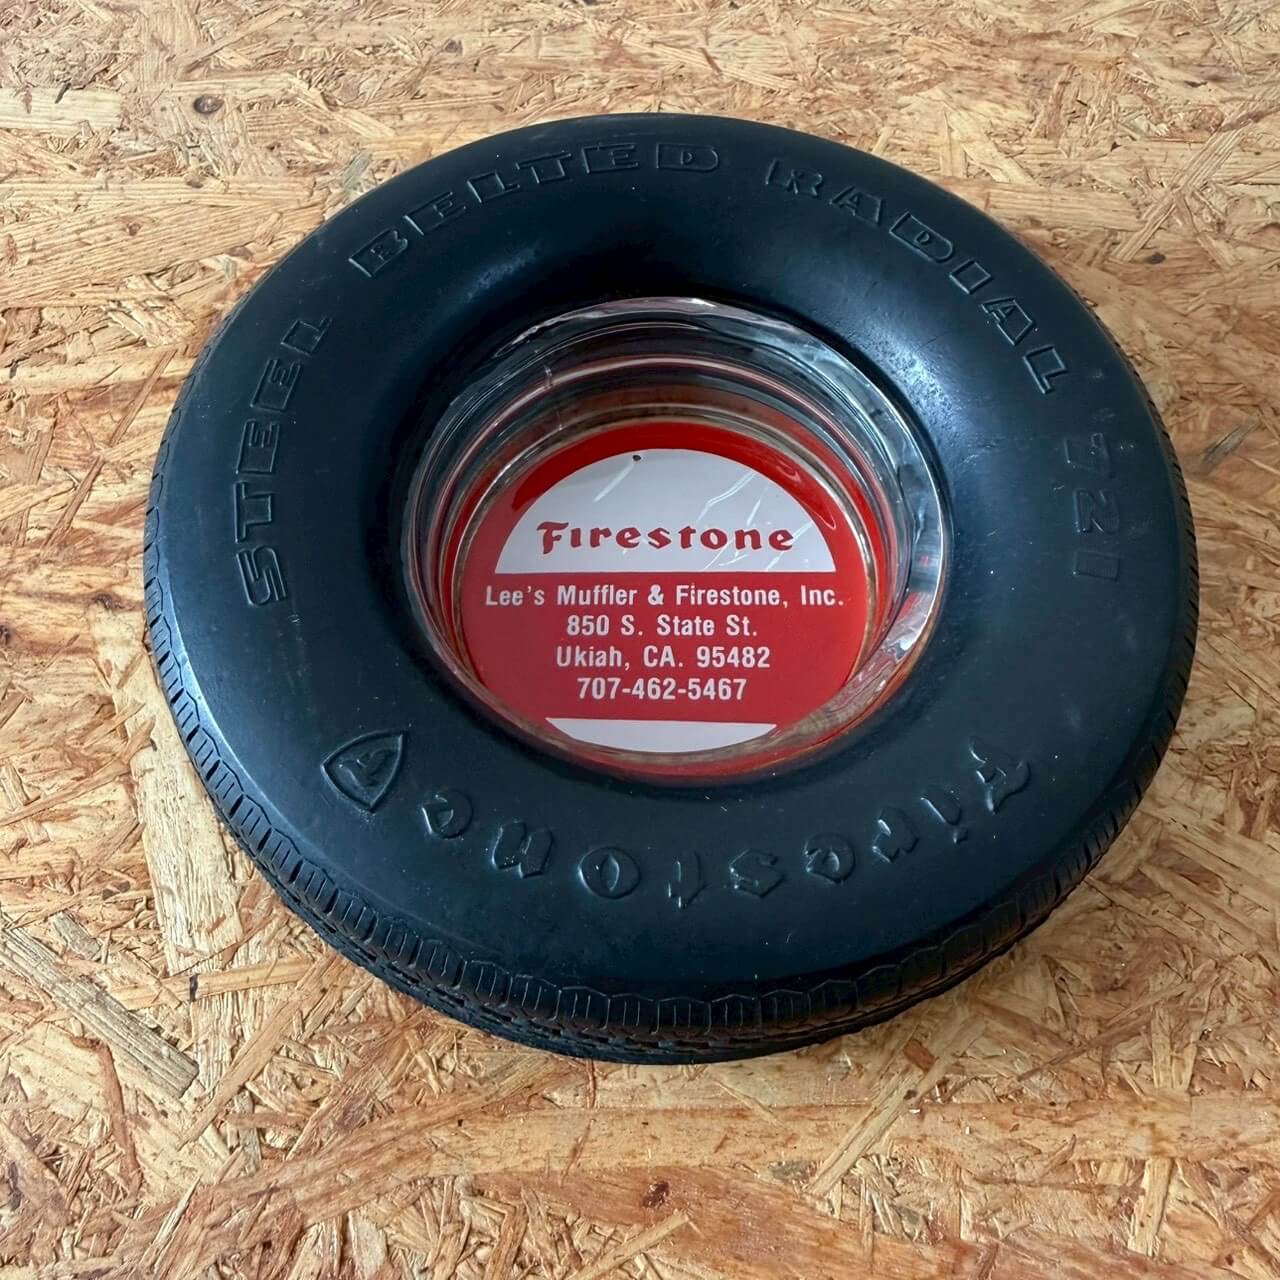 STEEL BELTED RADIAL 721
Firestone
Lee's Muffler & Firestone, Inc.
850 S. State St.
Ukiah, CA. 95482
707-462-5467
Firestone